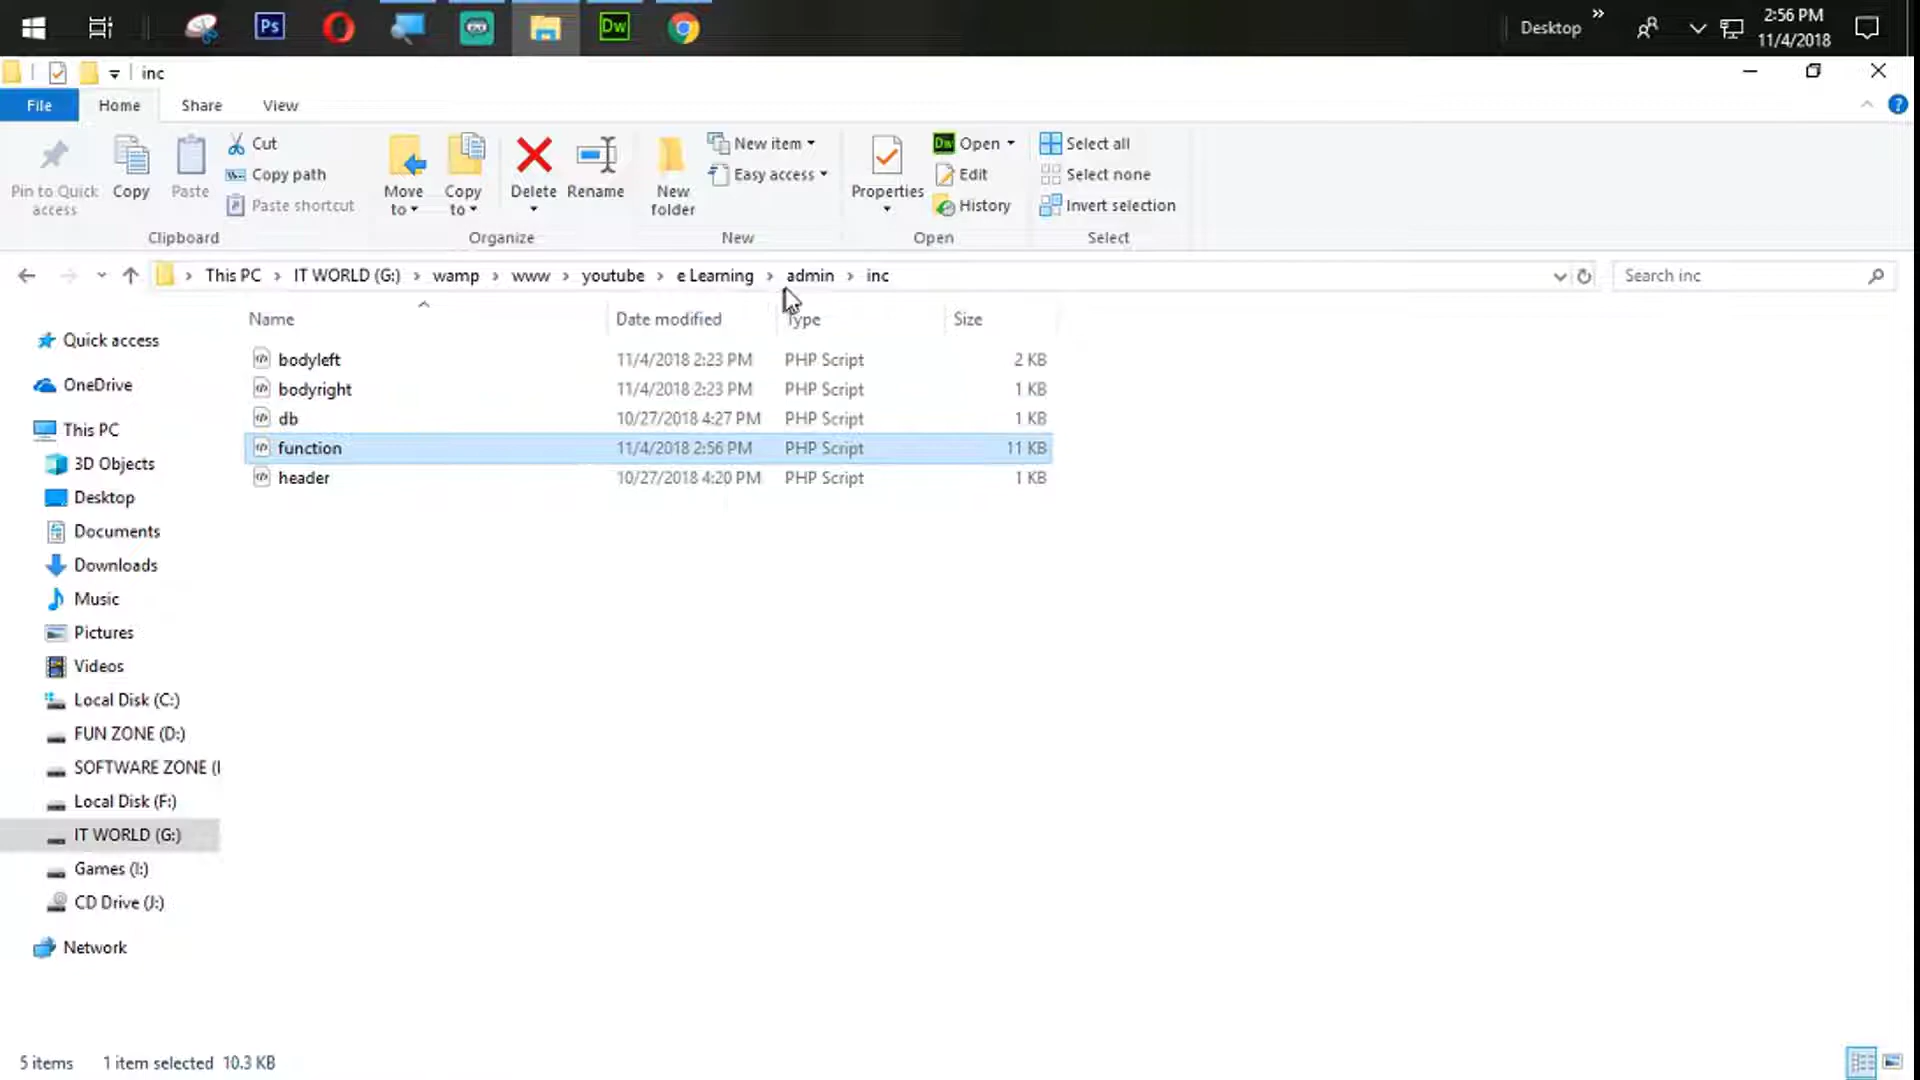 Ps
Dw
Desktop
»
2:56 PM
11/4/2018
inc
File Home Share View
Pin to Quick access
Copy
Paste
Cut
Copy path
Paste shortcut
Clipboard
Move to
Copy to
Delete
Rename
Organize
New folder
New item
Easy access
New
Properties
Dw Open
Edit
History
Open
Select all
Select none
Invert selection
Select
This PC > IT WORLD (G:) > wamp > www > youtube > e Learning > admin > inc
Search inc
Name Date modified Type Size
bodyleft 11/4/2018 2:23 PM PHP Script 2 KB
bodyright 11/4/2018 2:23 PM PHP Script 1 KB
db 10/27/2018 4:27 PM PHP Script 1 KB
function 11/4/2018 2:56 PM PHP Script 11 KB
header 10/27/2018 4:20 PM PHP Script 1 KB
Quick access
OneDrive
This PC
3D Objects
Desktop
Documents
Downloads
Music
Pictures
Videos
Local Disk (C:)
FUN ZONE (D:)
SOFTWARE ZONE (
Local Disk (F:)
IT WORLD (G:)
Games (I:)
CD Drive (J:)
Network
5 items 1 item selected 10.3 KB